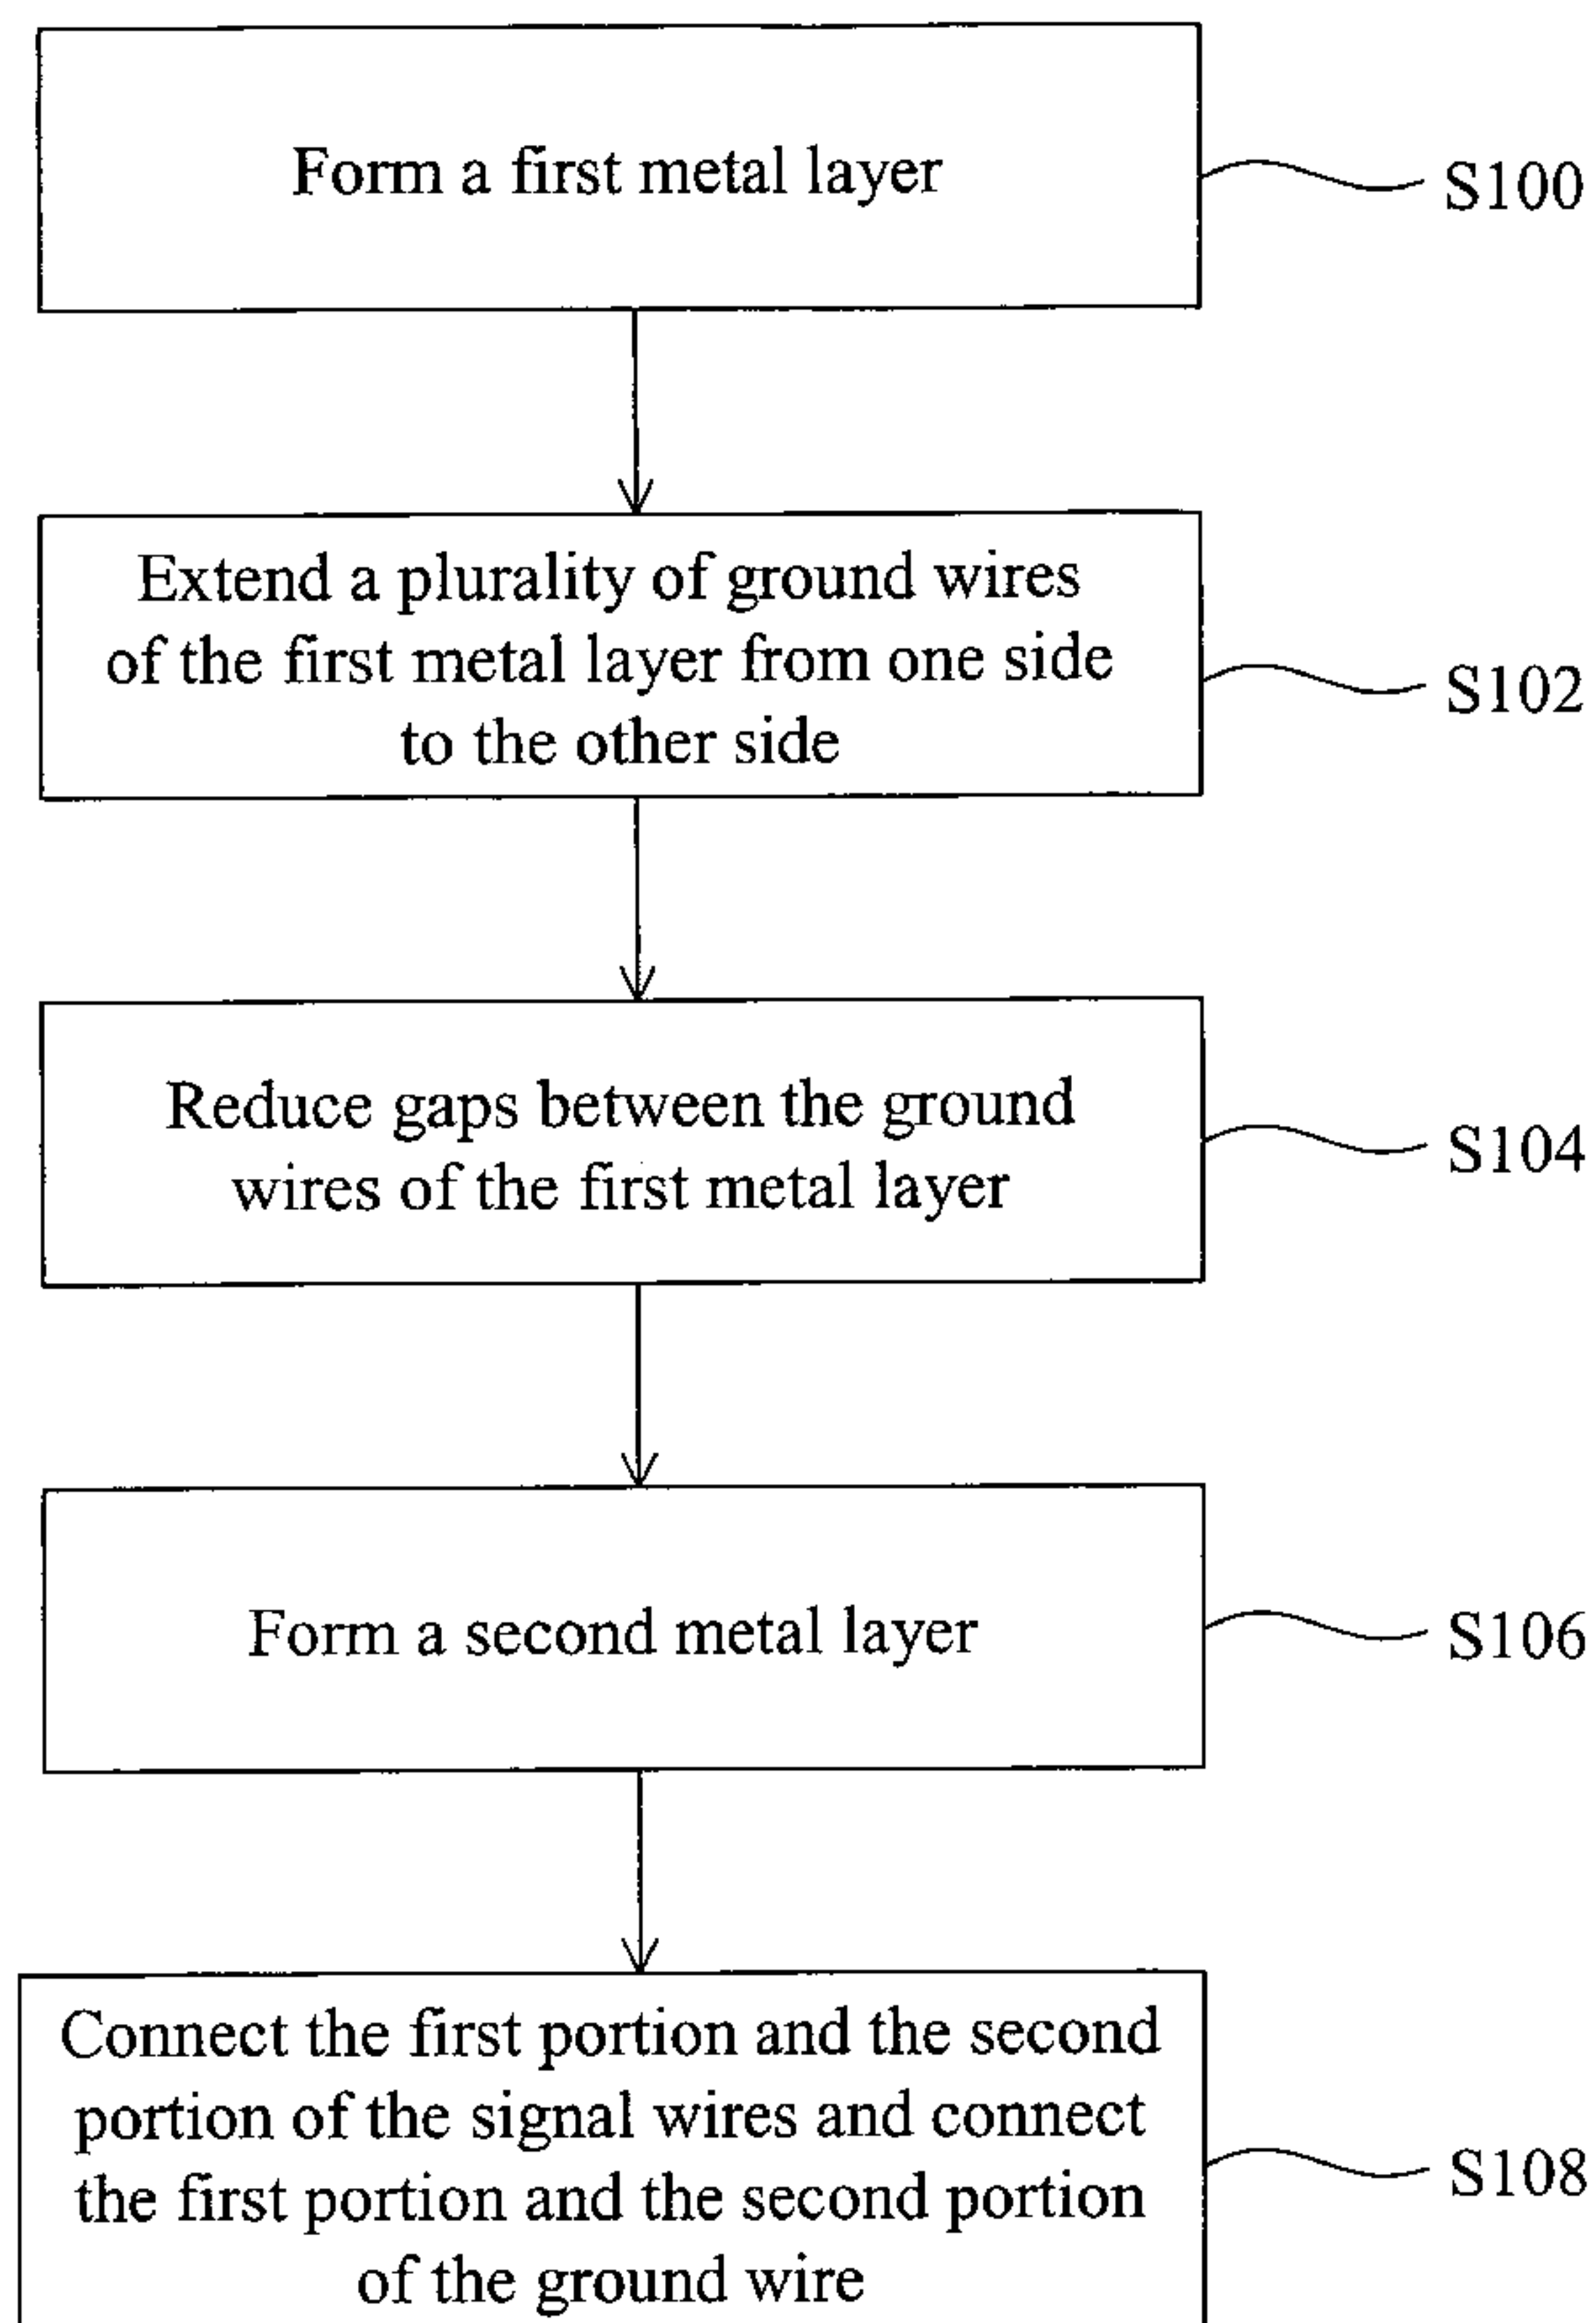 Form a first metal layer
S100
Extend a plurality of ground wires
of the first metal layer from one side
to the other side
S102
Reduce gaps between the ground
wires of the first metal layer
S104
Form a second metal layer
S106
Connect the first portion and the second
portion of the signal wires and connect
the first portion and the second portion
of the ground wire
S108